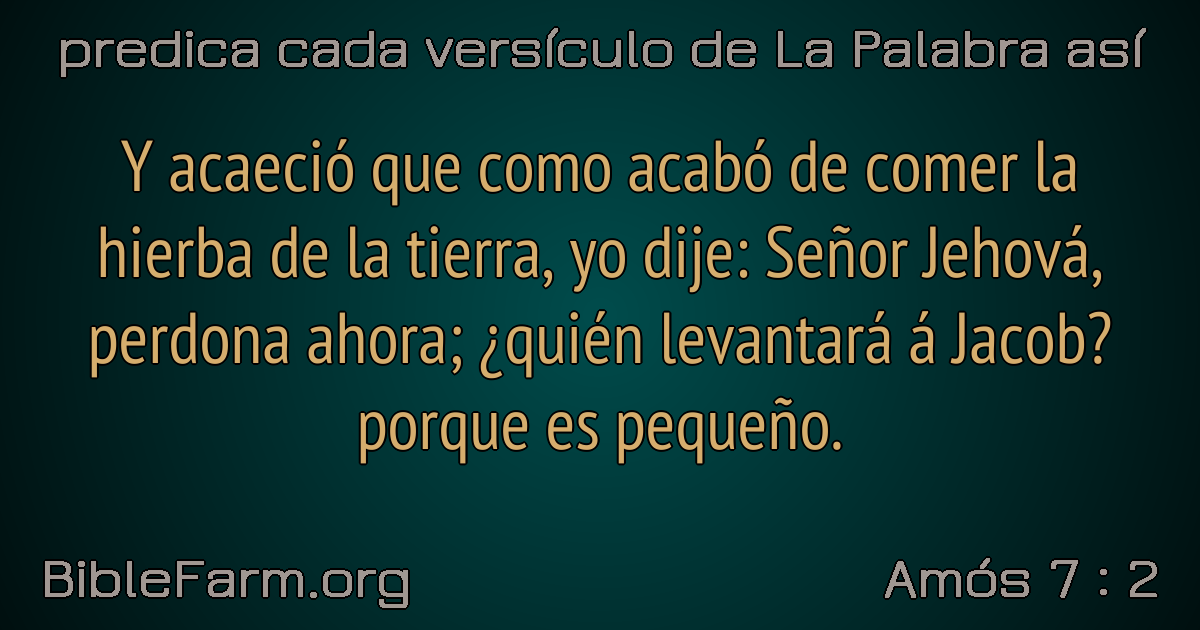 predica cada versículo de La Palabra así
Y acaeció que como acabó de comer la
hierba de la tierra, yo dije: Señor Jehová,
perdona ahora; ¿quién levantará á Jacob?
porque es pequeño.
BibleFarm.org
Amós 7 : 2